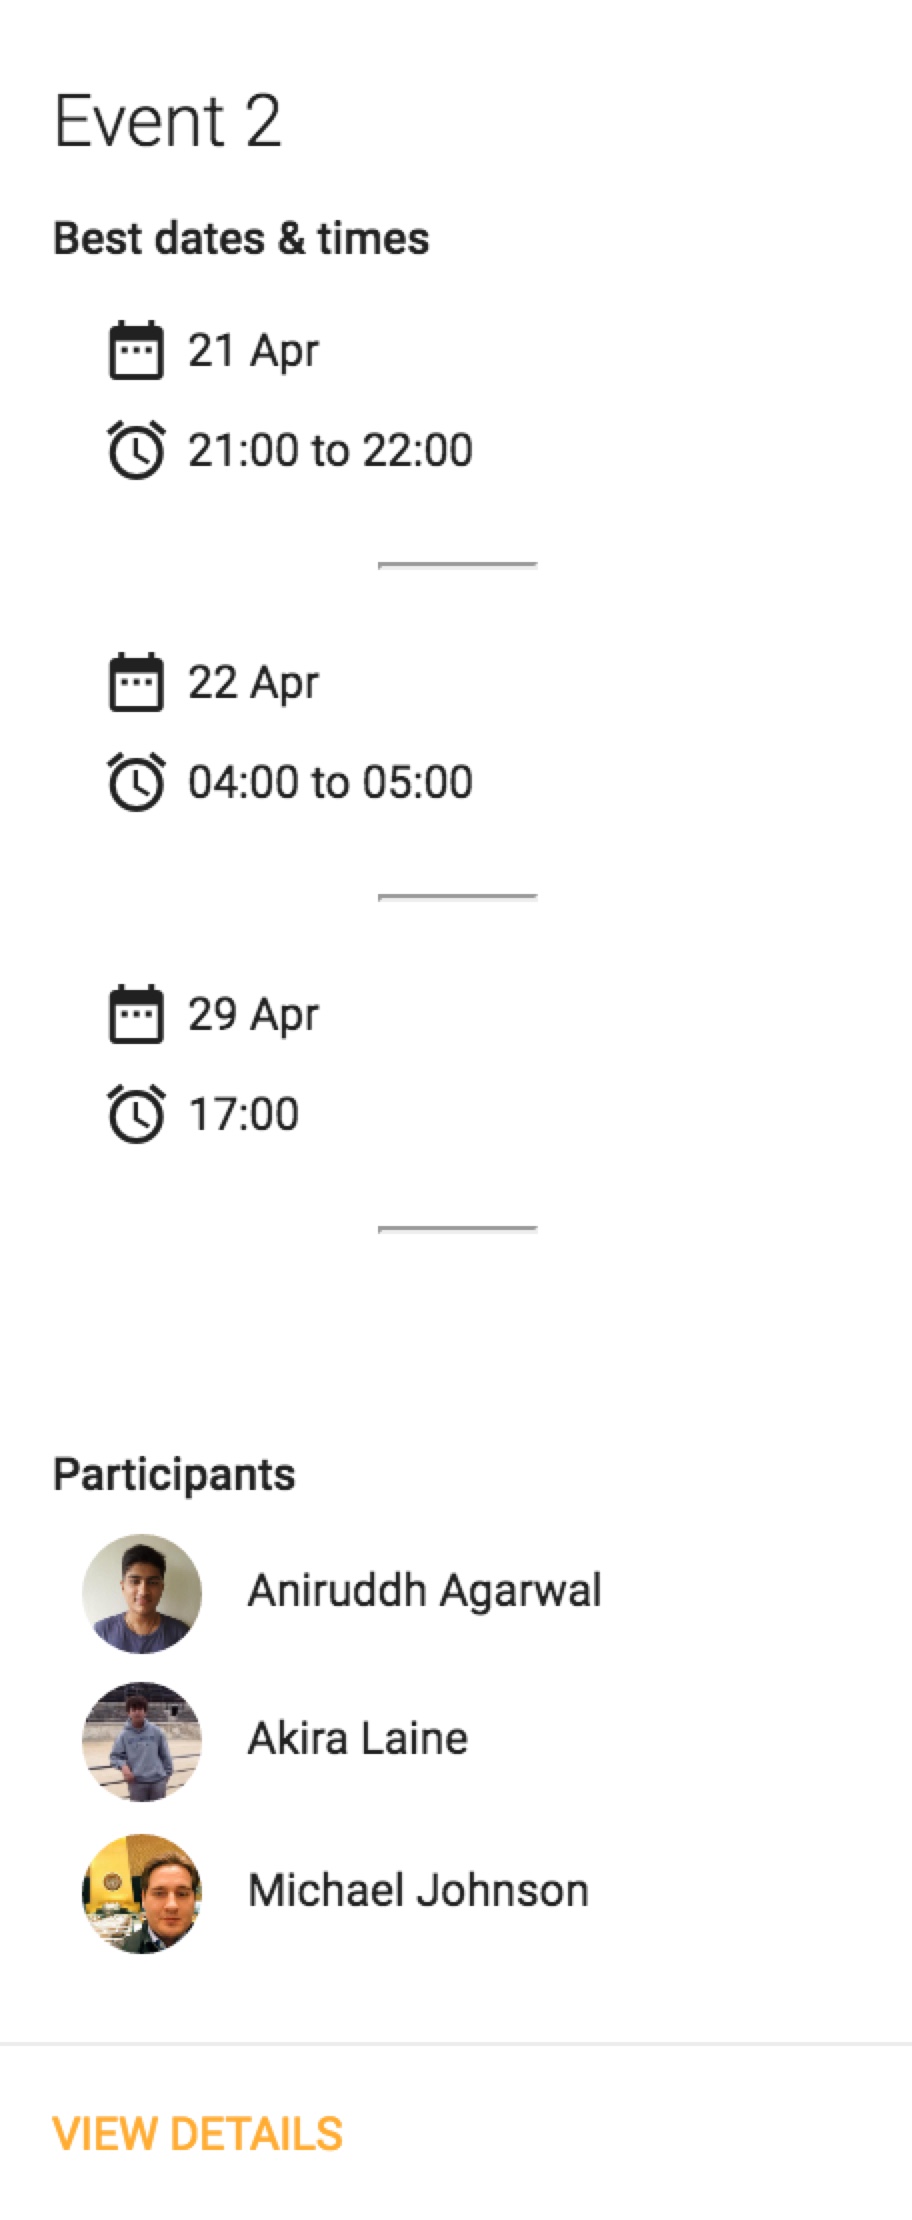 Event 2
Best dates & times
21 Apr
21:00 to 22:00
22 Apr
04:00 to 05:00
29 Apr
17:00
Participants
Aniruddh Agarwal
Akira Laine
Michael Johnson
VIEW DETAILS